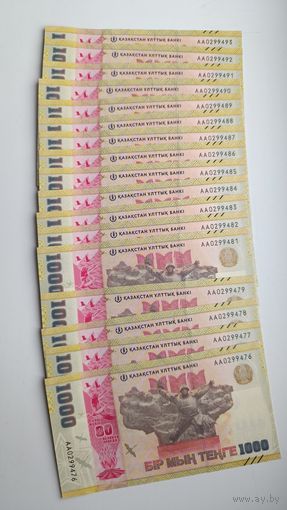 ҚАЗАҚСТАН ҰЛТТЫҚ БАНКІ AA0299493
ҚАЗАҚСТАН ҰЛТТЫҚ БАНКІ AA0299492
ҚАЗАҚСТАН ҰЛТТЫҚ БАНКІ AA0299491
ҚАЗАҚСТАН ҰЛТТЫҚ БАНКІ AA0299490
ҚАЗАҚСТАН ҰЛТТЫҚ БАНКІ AA0299489
ҚАЗАҚСТАН ҰЛТТЫҚ БАНКІ AA0299488
ҚАЗАҚСТАН ҰЛТТЫҚ БАНКІ AA0299487
ҚАЗАҚСТАН ҰЛТТЫҚ БАНКІ AA0299486
ҚАЗАҚСТАН ҰЛТТЫҚ БАНКІ AA0299485
ҚАЗАҚСТАН ҰЛТТЫҚ БАНКІ AA0299484
ҚАЗАҚСТАН ҰЛТТЫҚ БАНКІ AA0299483
ҚАЗАҚСТАН ҰЛТТЫҚ БАНКІ AA0299482
ҚАЗАҚСТАН ҰЛТТЫҚ БАНКІ AA0299481
ҚАЗАҚСТАН ҰЛТТЫҚ БАНКІ AA0299479
ҚАЗАҚСТАН ҰЛТТЫҚ БАНКІ AA0299478
ҚАЗАҚСТАН ҰЛТТЫҚ БАНКІ AA0299477
ҚАЗАҚСТАН ҰЛТТЫҚ БАНКІ AA0299476
1000
80
AA0299476
БІР МЫҢ ТЕҢГЕ 1000
ay.by